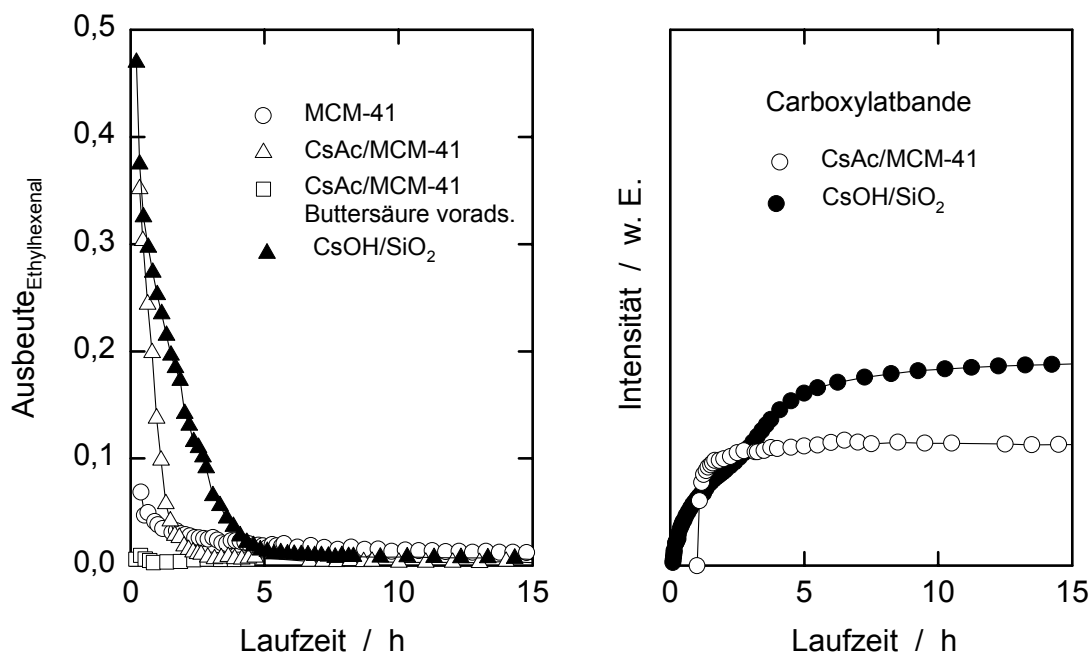 0,5
0,4
0,3
0,2
0,1
0,0
Ausbeute_Ethylhexenal
MCM-41
CsAc/MCM-41
CsAc/MCM-41
Buttersäure vorads.
CsOH/SiO₂
0 5 10 15
Laufzeit / h
Intensität / w. E.
Carboxylatbande
CsAc/MCM-41
CsOH/SiO₂
0 5 10 15
Laufzeit / h